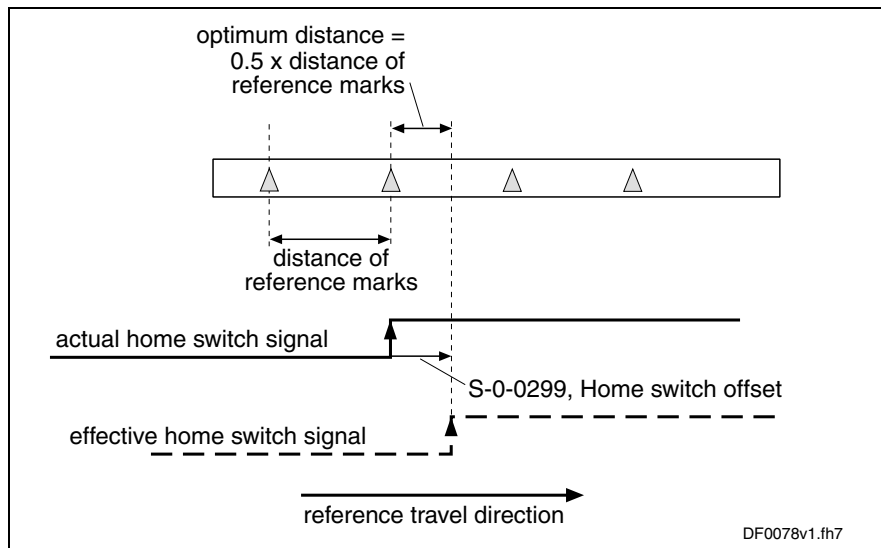 optimum distance =
0.5 x distance of
reference marks
distance of
reference marks
actual home switch signal
S-0-0299, Home switch offset
effective home switch signal
reference travel direction
DF0078v1.fh7